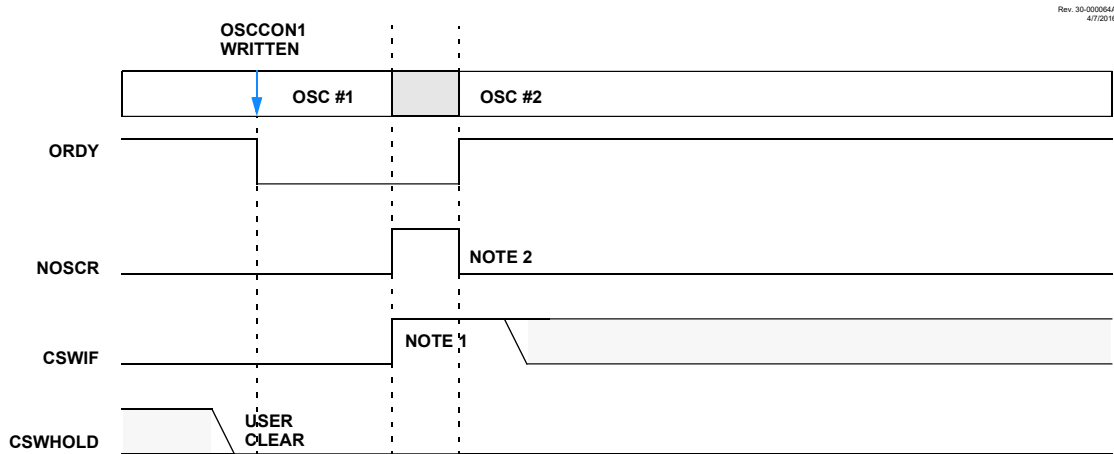 Rev. 30-000064A
4/7/2016
OSCCON1
WRITTEN
OSC #1
OSC #2
ORDY
NOSCR
NOTE 2
CSWIF
NOTE 1
CSWHOLD
USER
CLEAR